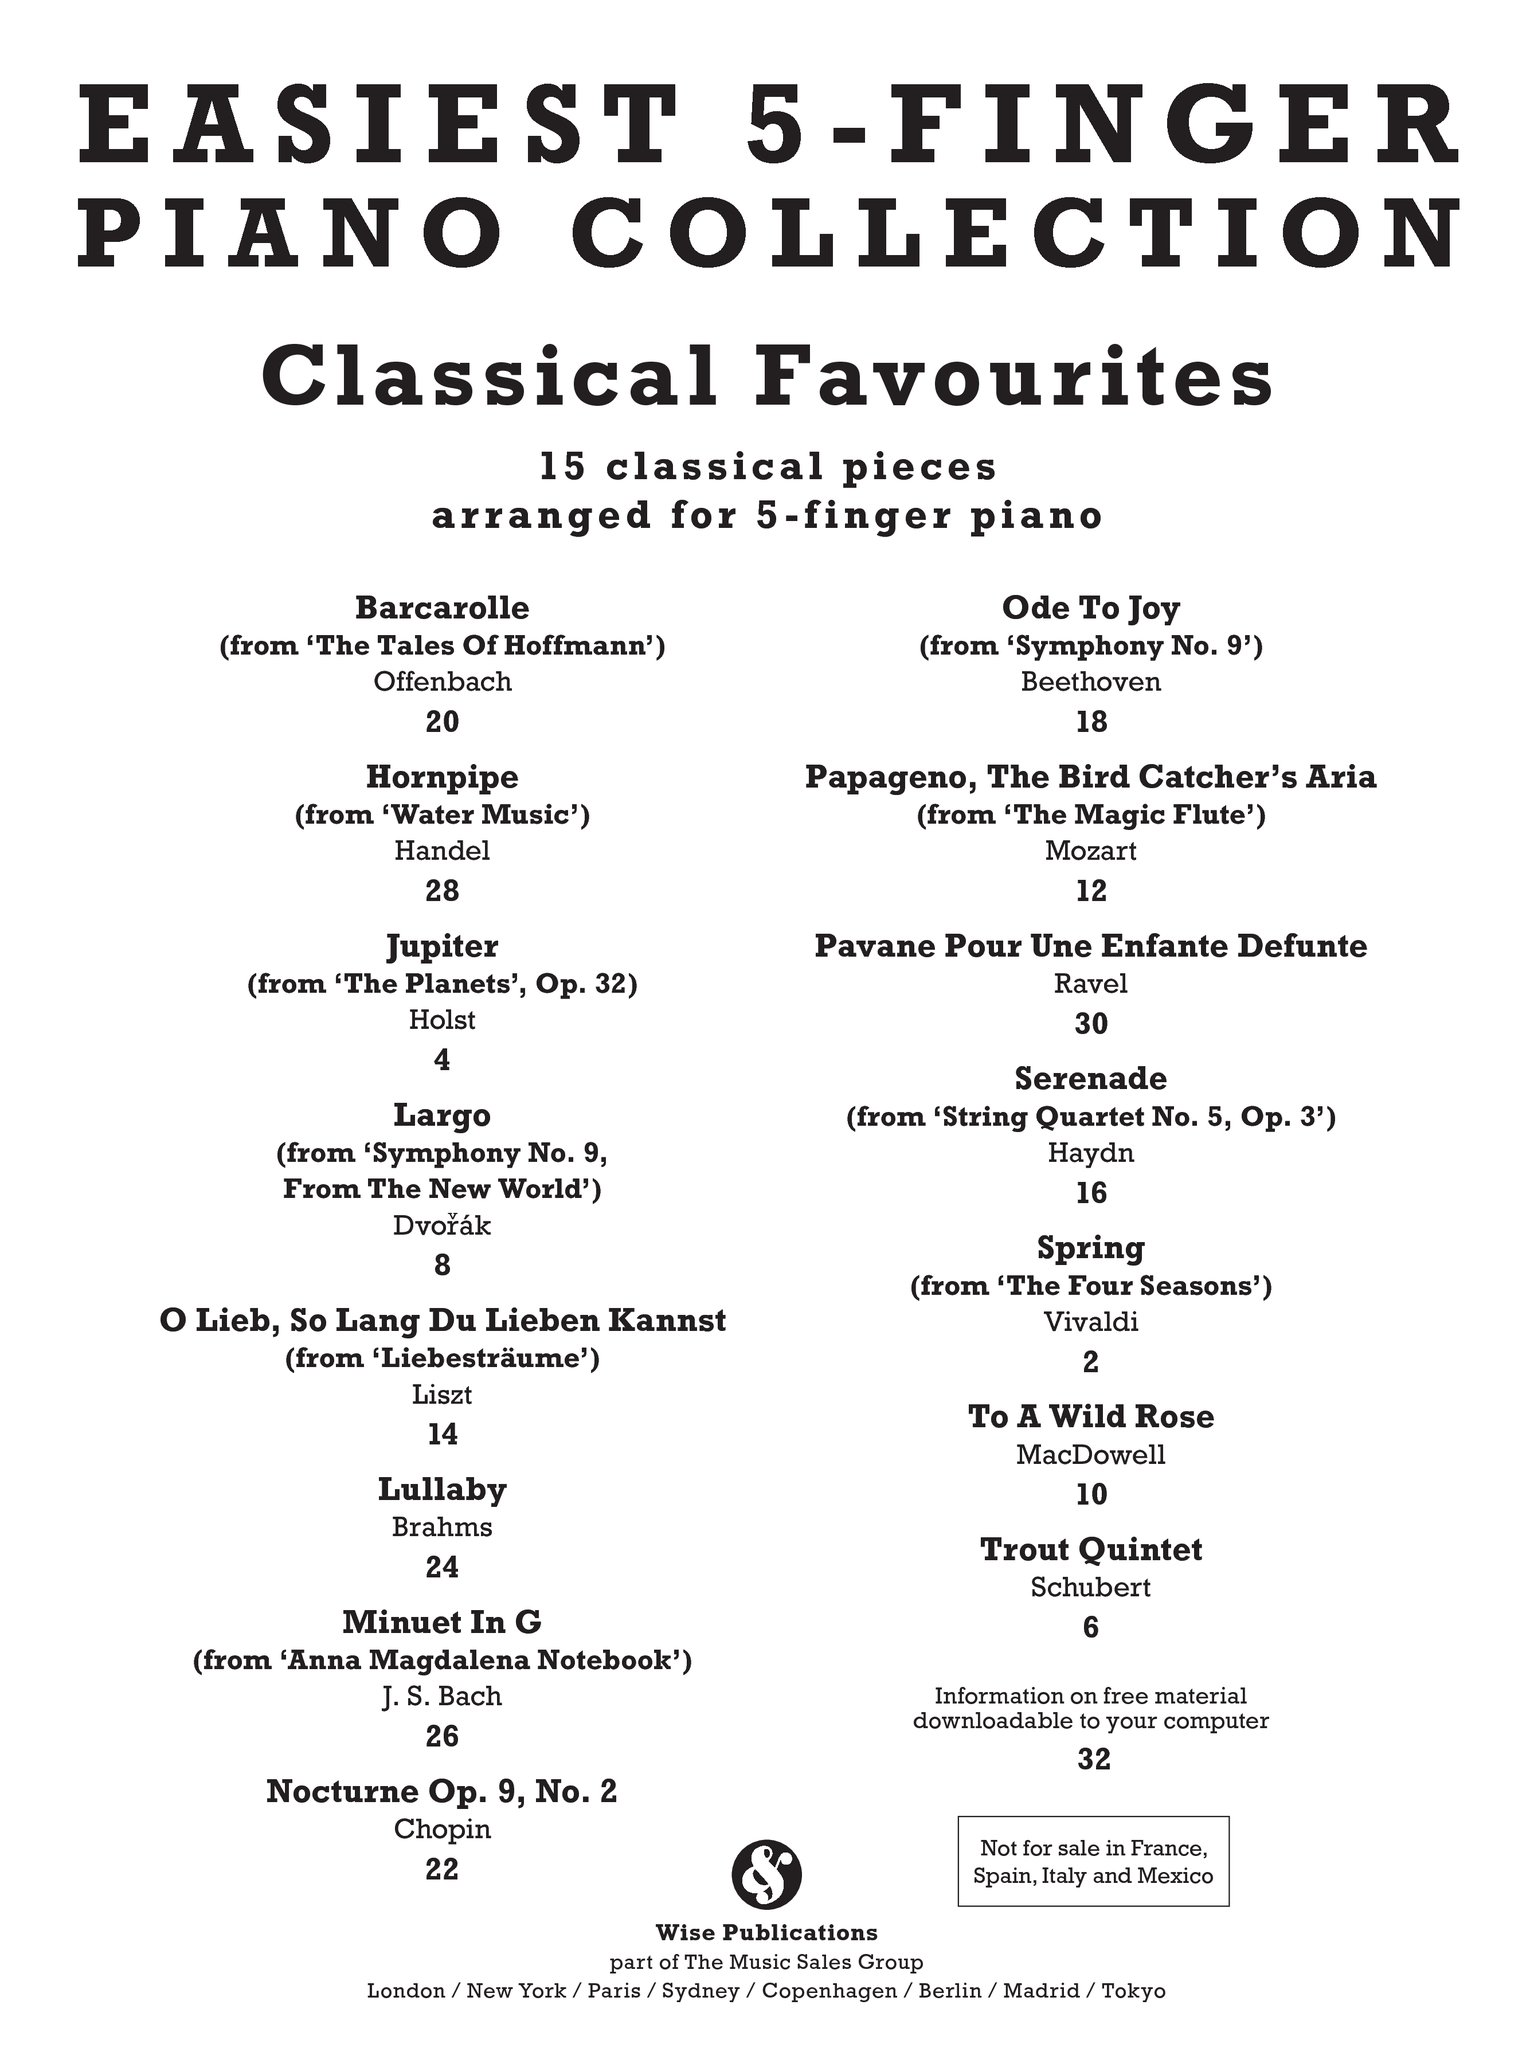 EASIEST 5-FINGER
PIANO COLLECTION
Classical Favourites
15 classical pieces
arranged for 5-finger piano
Barcarolle
(from ‘The Tales Of Hoffmann’)
Offenbach
20
Hornpipe
(from ‘Water Music’)
Handel
28
Jupiter
(from ‘The Planets’, Op. 32)
Holst
4
Largo
(from ‘Symphony No. 9,
From The New World’)
Dvořák
8
O Lieb, So Lang Du Lieben Kannst
(from ‘Liebesträume’)
Liszt
14
Lullaby
Brahms
24
Minuet In G
(from ‘Anna Magdalena Notebook’)
J. S. Bach
26
Nocturne Op. 9, No. 2
Chopin
22
Ode To Joy
(from ‘Symphony No. 9’)
Beethoven
18
Papageno, The Bird Catcher’s Aria
(from ‘The Magic Flute’)
Mozart
12
Pavane Pour Une Enfante Defunte
Ravel
30
Serenade
(from ‘String Quartet No. 5, Op. 3’)
Haydn
16
Spring
(from ‘The Four Seasons’)
Vivaldi
2
To A Wild Rose
MacDowell
10
Trout Quintet
Schubert
6
Information on free material
downloadable to your computer
32
Not for sale in France,
Spain, Italy and Mexico
&
Wise Publications
part of The Music Sales Group
London / New York / Paris / Sydney / Copenhagen / Berlin / Madrid / Tokyo